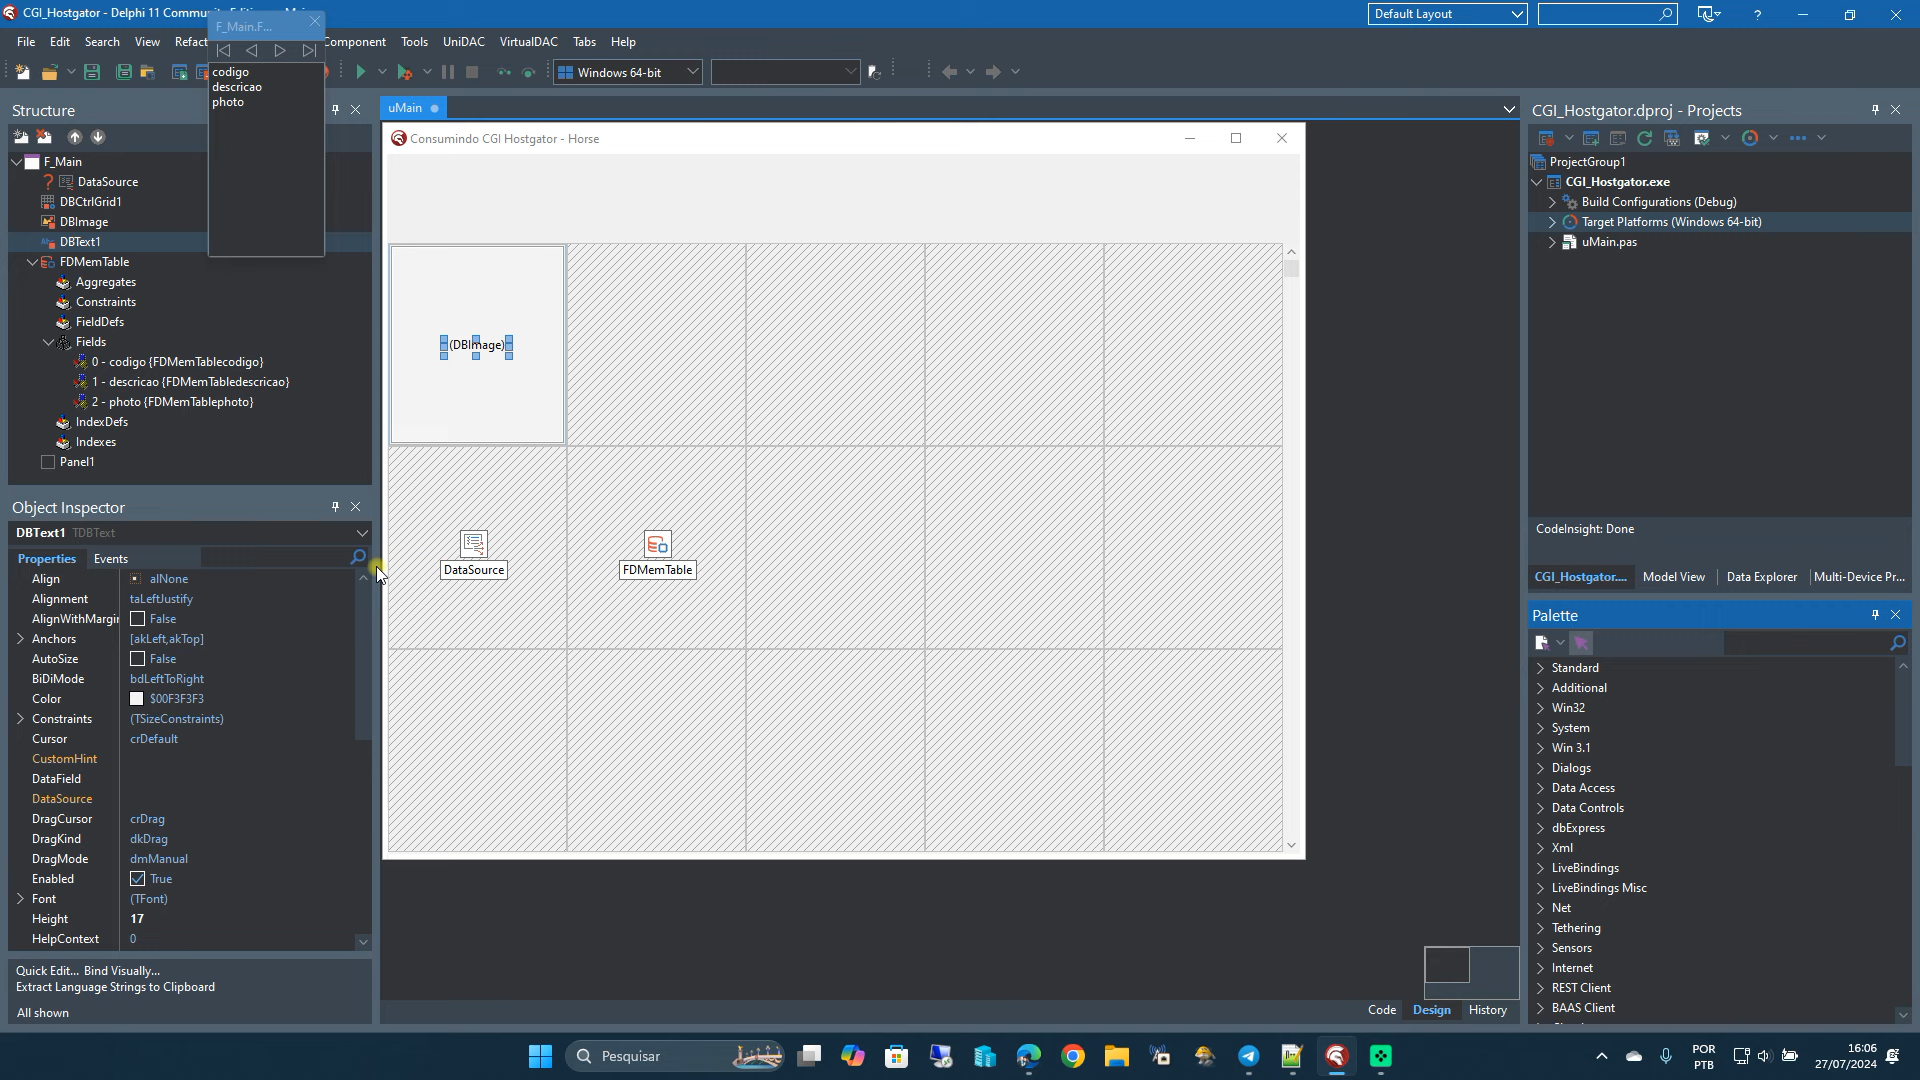 CGI_Hostgator - Delphi 11 Community
F_Main.F...
Default Layout
File Edit Search View Refact Component Tools UniDAC VirtualDAC Tabs Help
codigo
descricao
photo
Windows 64-bit
Structure
F_Main
DataSource
DBCtrlGrid1
DBImage
DBText1
FDMemTable
Aggregates
Constraints
FieldDefs
Fields
0 - codigo {FDMemTablecodigo}
1 - descricao {FDMemTabledescricao}
2 - photo {FDMemTablephoto}
IndexDefs
Indexes
Panel1
Object Inspector
DBText1 TDBText
Properties Events
Align alNone
Alignment taLeftJustify
AlignWithMargin False
Anchors [akLeft,akTop]
AutoSize False
BiDiMode bdLeftToRight
Color $00F3F3F3
Constraints (TSizeConstraints)
Cursor crDefault
CustomHint
DataField
DataSource
DragCursor crDrag
DragKind dkDrag
DragMode dmManual
Enabled True
Font (TFont)
Height 17
HelpContext 0
Quick Edit... Bind Visually...
Extract Language Strings to Clipboard
All shown
uMain
Consumindo CGI Hostgator - Horse
(DBImage)
DataSource
FDMemTable
Code Design History
CGI_Hostgator.dproj - Projects
ProjectGroup1
CGI_Hostgator.exe
Build Configurations (Debug)
Target Platforms (Windows 64-bit)
uMain.pas
CodeInsight: Done
CGI_Hostgator.... Model View Data Explorer Multi-Device Pr...
Palette
Standard
Additional
Win32
System
Win 3.1
Dialogs
Data Access
Data Controls
dbExpress
Xml
LiveBindings
LiveBindings Misc
Net
Tethering
Sensors
Internet
REST Client
BAAS Client
Pesquisar
POR
PTB
16:06
27/07/2024